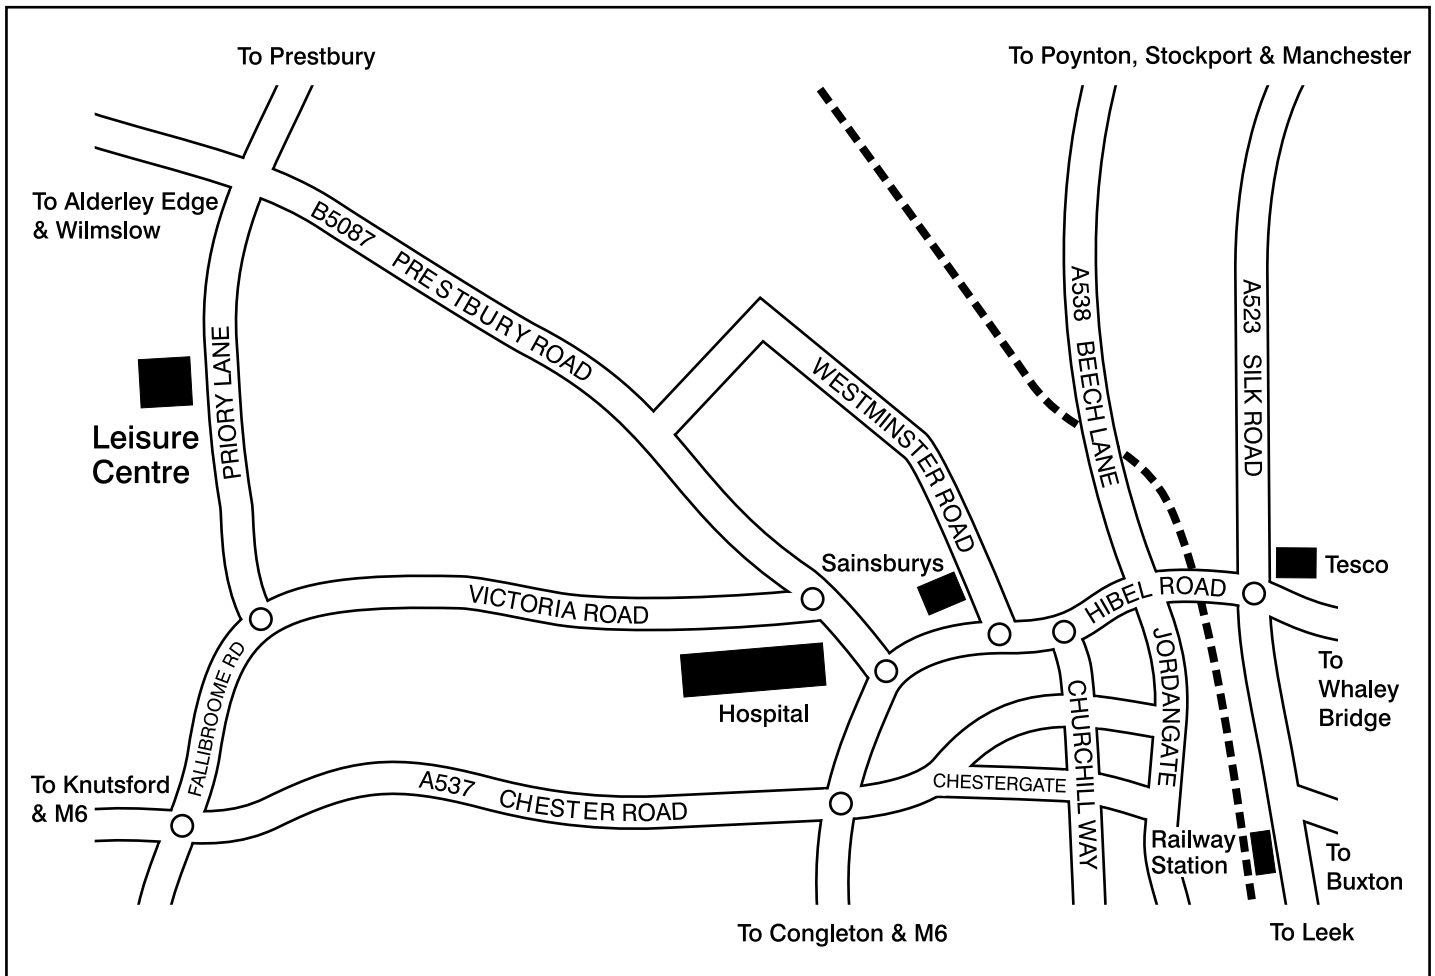 To Prestbury
To Poynton, Stockport & Manchester
To Alderley Edge
& Wilmslow
B5087 PRESTBURY ROAD
A538 BEECH LANE
A523 SILK ROAD
PRIORY LANE
WESTMINSTER ROAD
Leisure
Centre
Sainsburys
Tesco
VICTORIA ROAD
HIBEL ROAD
JORDANGATE
FALLIBROOME RD
To
Whaley
Bridge
Hospital
CHURCHILL WAY
To Knutsford
& M6
A537 CHESTER ROAD
CHESTERGATE
Railway
Station
To
Buxton
To Congleton & M6
To Leek